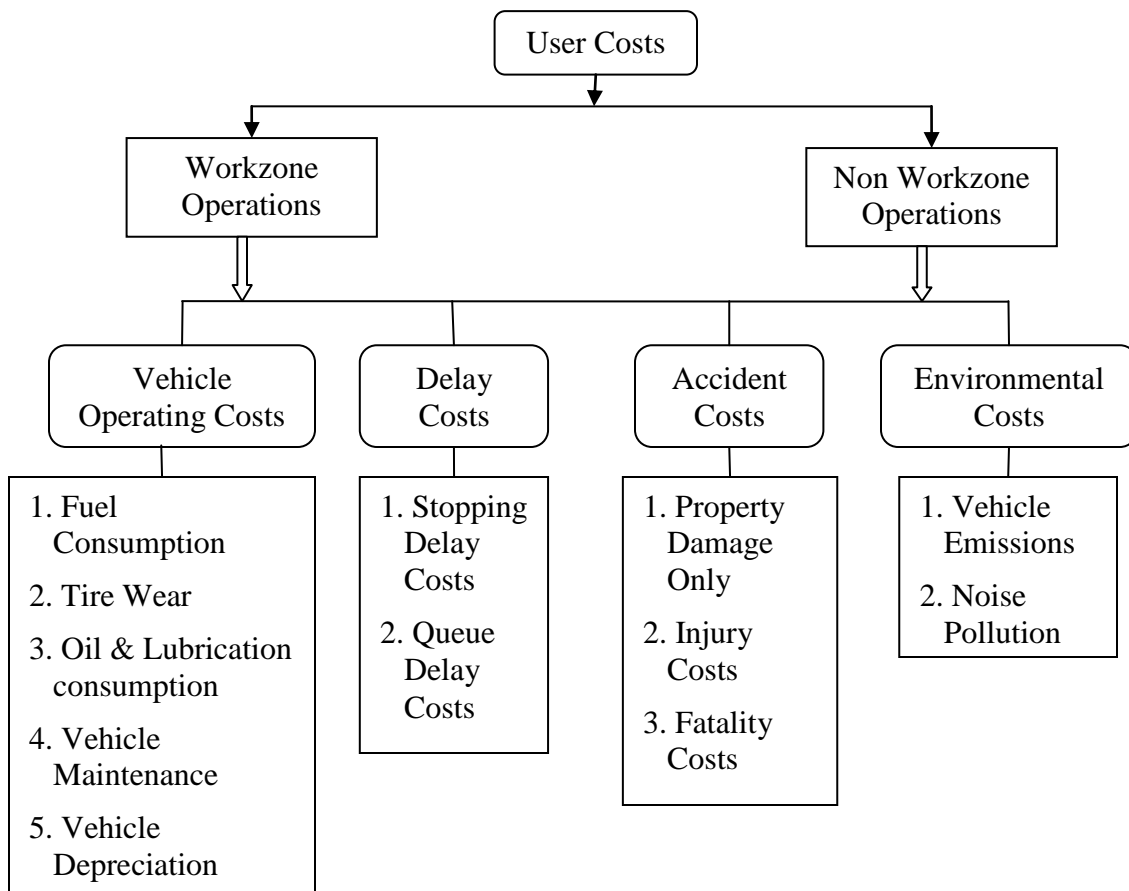 User Costs
Workzone
Operations
Non Workzone
Operations
Vehicle
Operating Costs
Delay
Costs
Accident
Costs
Environmental
Costs
1. Fuel
Consumption
2. Tire Wear
3. Oil & Lubrication
consumption
4. Vehicle
Maintenance
5. Vehicle
Depreciation
1. Stopping
Delay
Costs
2. Queue
Delay
Costs
1. Property
Damage
Only
2. Injury
Costs
3. Fatality
Costs
1. Vehicle
Emissions
2. Noise
Pollution